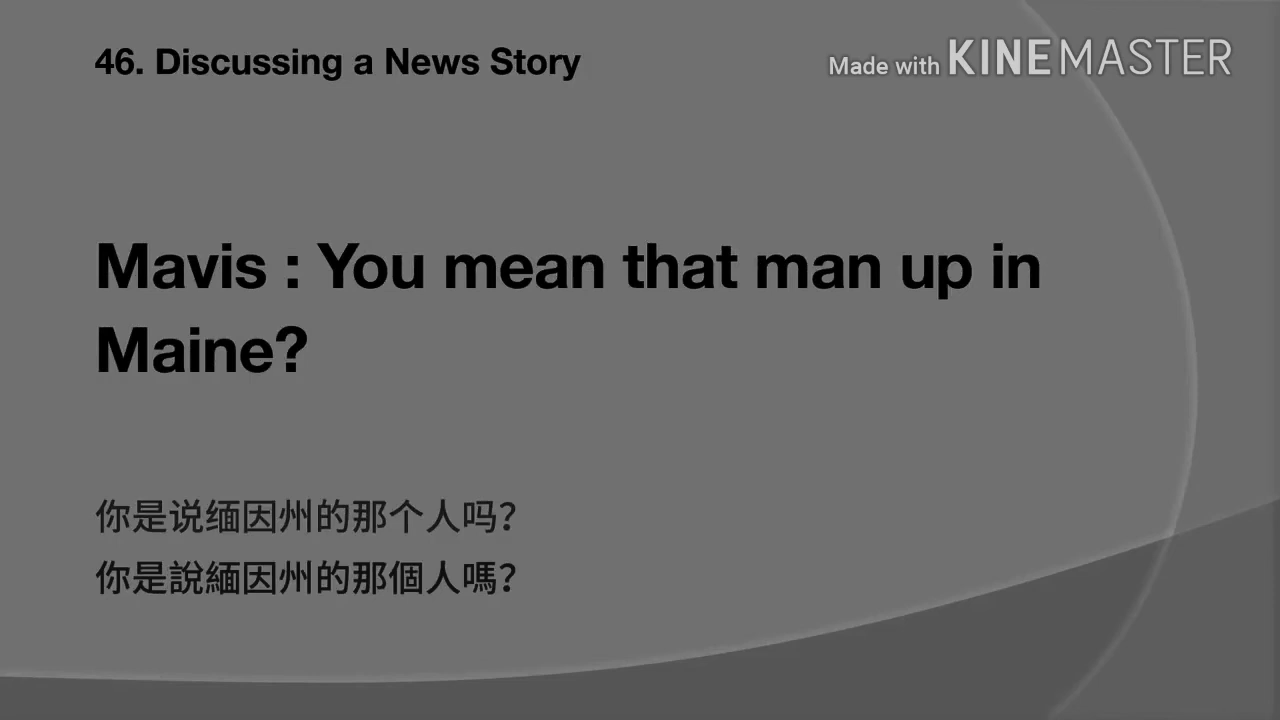 46. Discussing a News Story
Made with KINEMASTER
Mavis : You mean that man up in
Maine?
你是说缅因州的那个人吗？
你是說緬因州的那個人嗎？